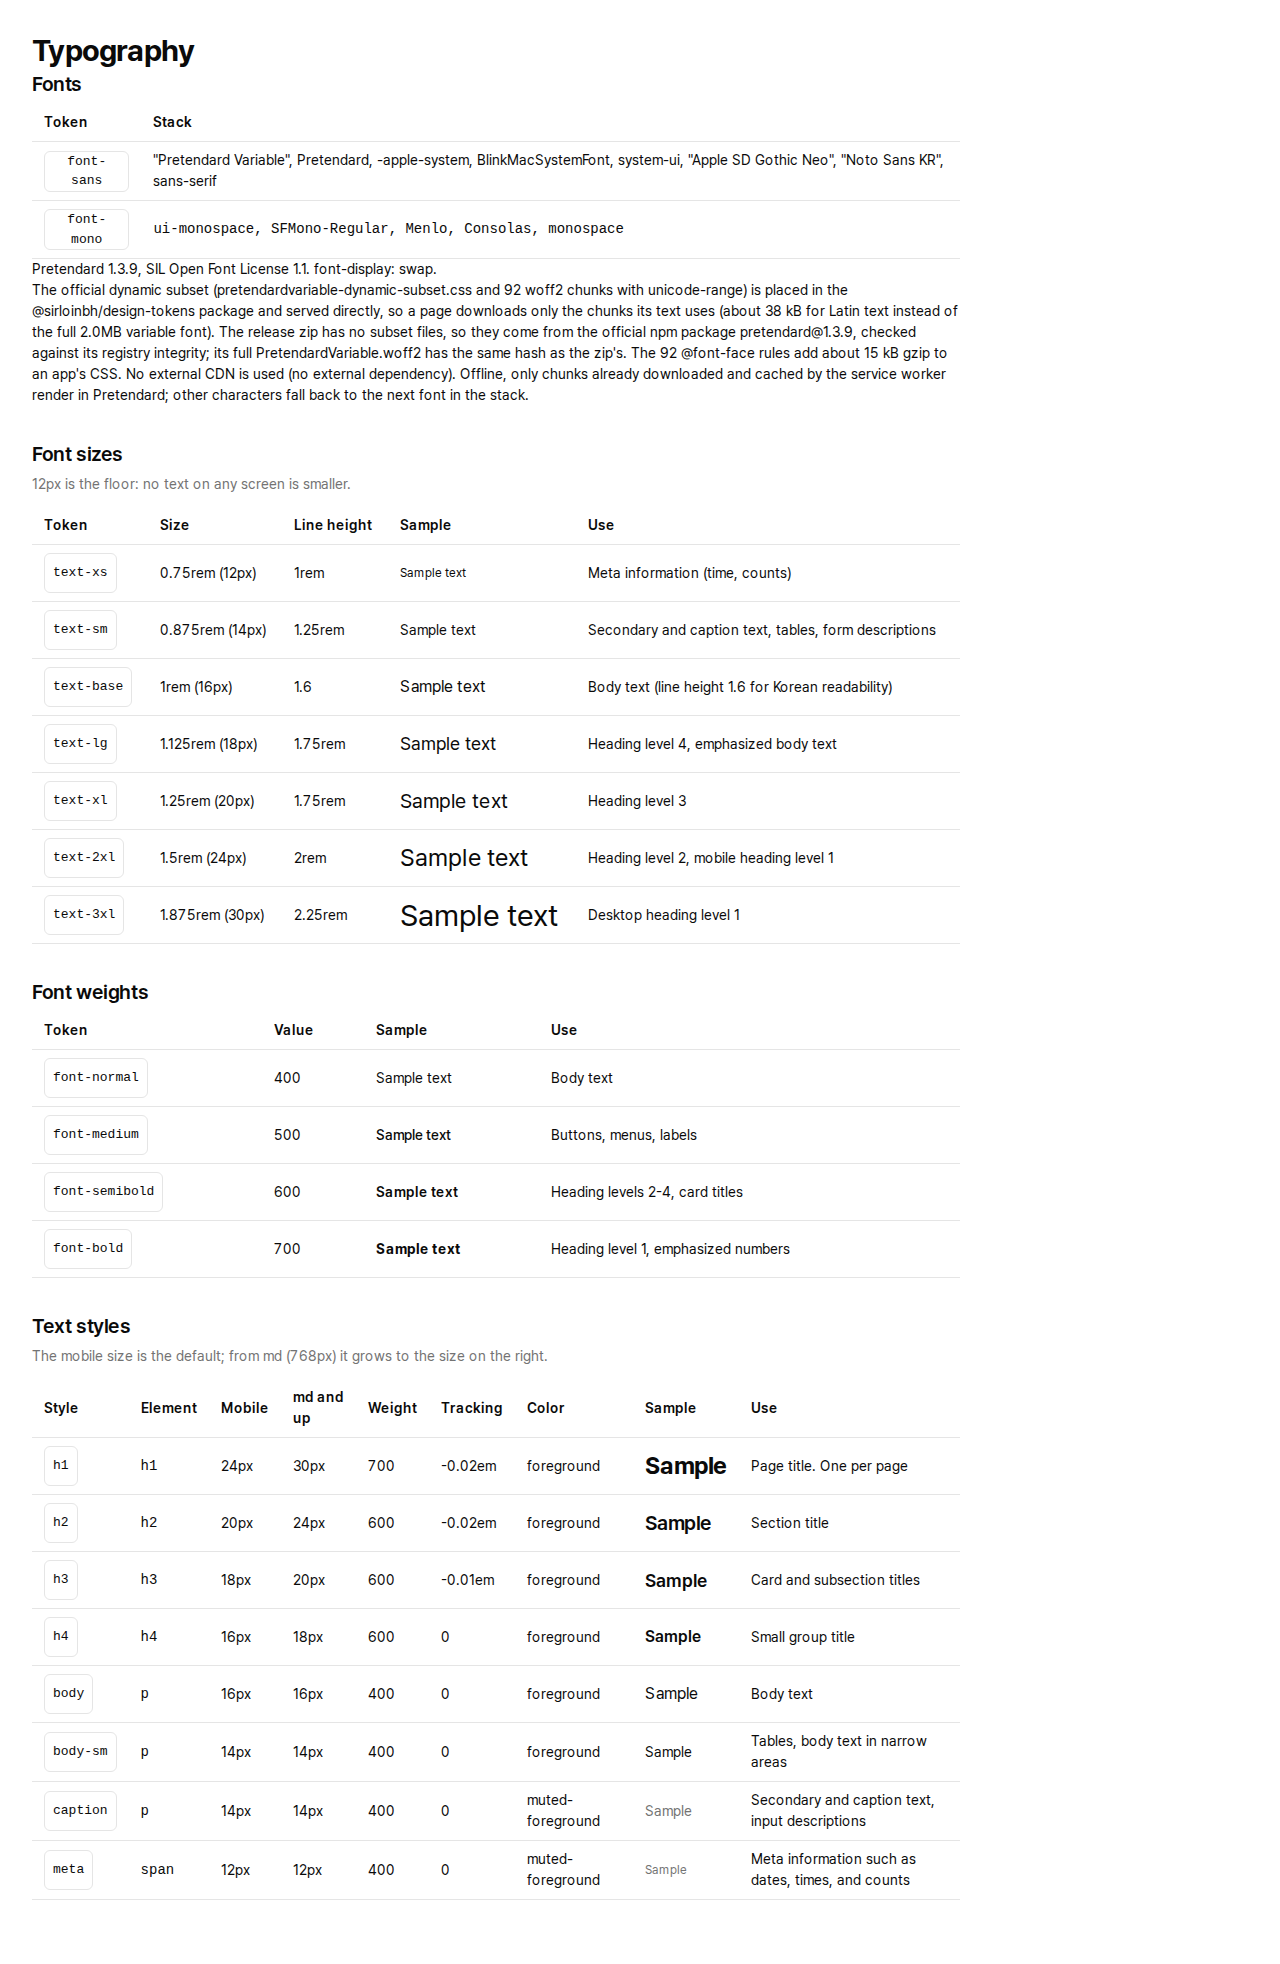 Typography
Fonts
Token Stack
font-
sans
"Pretendard Variable", Pretendard, -apple-system, BlinkMacSystemFont, system-ui, "Apple SD Gothic Neo", "Noto Sans KR",
sans-serif
font-
mono
ui-monospace, SFMono-Regular, Menlo, Consolas, monospace
Pretendard 1.3.9, SIL Open Font License 1.1. font-display: swap.
The official dynamic subset (pretendardvariable-dynamic-subset.css and 92 woff2 chunks with unicode-range) is placed in the
@sirloinbh/design-tokens package and served directly, so a page downloads only the chunks its text uses (about 38 kB for Latin text instead of
the full 2.0MB variable font). The release zip has no subset files, so they come from the official npm package pretendard@1.3.9, checked
against its registry integrity; its full PretendardVariable.woff2 has the same hash as the zip's. The 92 @font-face rules add about 15 kB gzip to
an app's CSS. No external CDN is used (no external dependency). Offline, only chunks already downloaded and cached by the service worker
render in Pretendard; other characters fall back to the next font in the stack.
Font sizes
12px is the floor: no text on any screen is smaller.
Token Size Line height Sample Use
text-xs 0.75rem (12px) 1rem Sample text Meta information (time, counts)
text-sm 0.875rem (14px) 1.25rem Sample text Secondary and caption text, tables, form descriptions
text-base 1rem (16px) 1.6 Sample text Body text (line height 1.6 for Korean readability)
text-lg 1.125rem (18px) 1.75rem Sample text Heading level 4, emphasized body text
text-xl 1.25rem (20px) 1.75rem Sample text Heading level 3
text-2xl 1.5rem (24px) 2rem Sample text Heading level 2, mobile heading level 1
text-3xl 1.875rem (30px) 2.25rem Sample text Desktop heading level 1
Font weights
Token Value Sample Use
font-normal 400 Sample text Body text
font-medium 500 Sample text Buttons, menus, labels
font-semibold 600 Sample text Heading levels 2-4, card titles
font-bold 700 Sample text Heading level 1, emphasized numbers
Text styles
The mobile size is the default; from md (768px) it grows to the size on the right.
Style Element Mobile md and
up Weight Tracking Color Sample Use
h1 h1 24px 30px 700 -0.02em foreground Sample Page title. One per page
h2 h2 20px 24px 600 -0.02em foreground Sample Section title
h3 h3 18px 20px 600 -0.01em foreground Sample Card and subsection titles
h4 h4 16px 18px 600 0 foreground Sample Small group title
body p 16px 16px 400 0 foreground Sample Body text
body-sm p 14px 14px 400 0 foreground Sample Tables, body text in narrow
areas
caption p 14px 14px 400 0 muted-
foreground Sample Secondary and caption text,
input descriptions
meta span 12px 12px 400 0 muted-
foreground Sample Meta information such as
dates, times, and counts